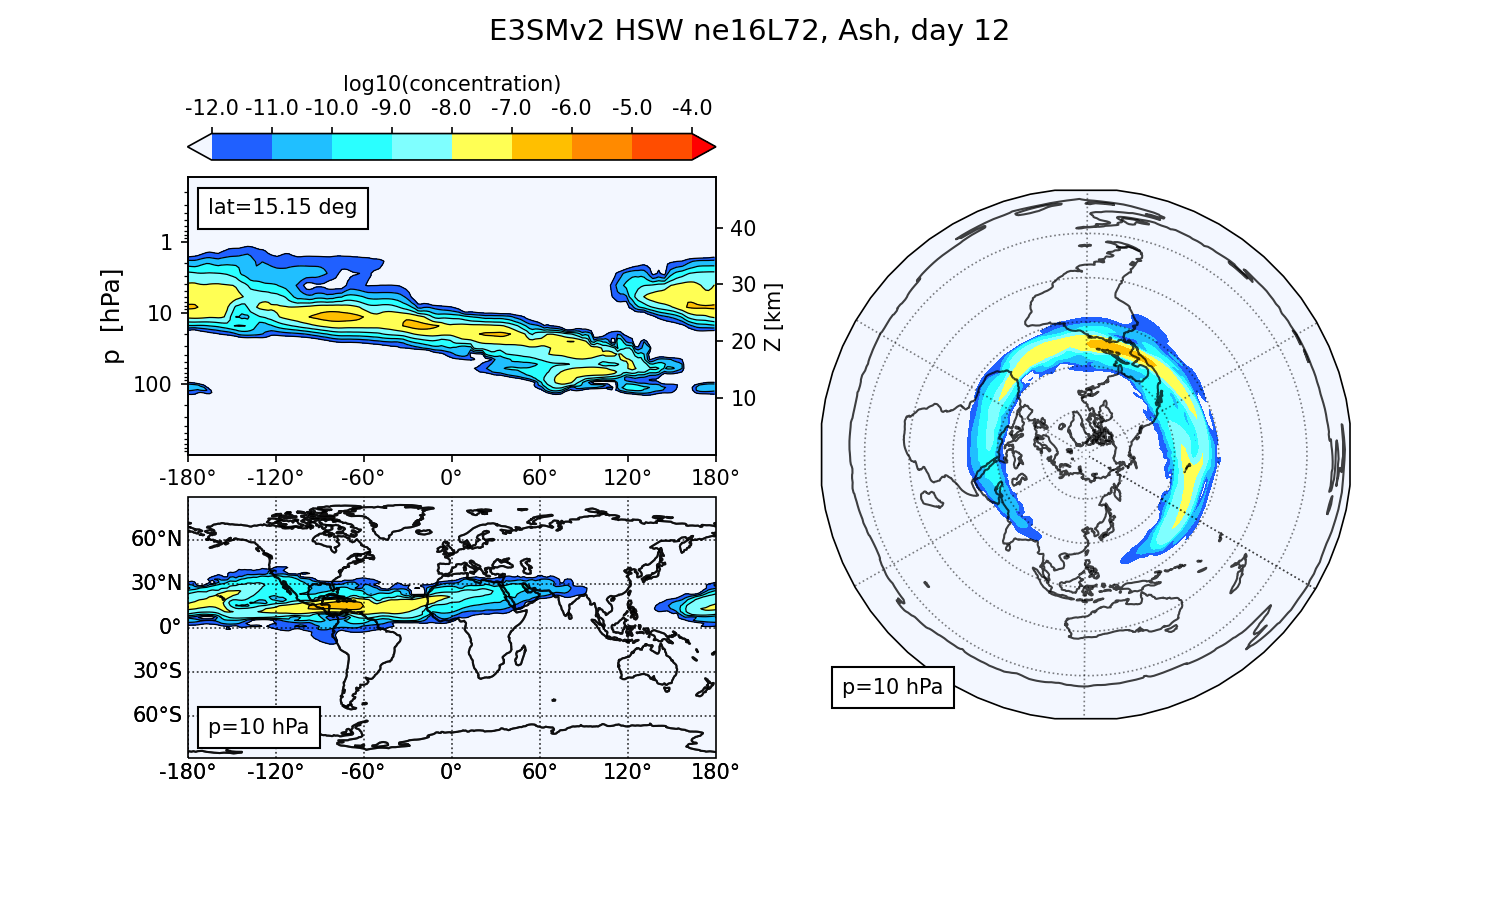 E3SMv2 HSW ne16L72, Ash, day 12
log10(concentration)
-12.0 -11.0 -10.0 -9.0 -8.0 -7.0 -6.0 -5.0 -4.0
lat=15.15 deg
p [hPa]
1
10
100
40
30
20
10
Z [km]
-180° -120° -60° 0° 60° 120° 180°
60°N
30°N
0°
30°S
60°S
p=10 hPa
-180° -120° -60° 0° 60° 120° 180°
p=10 hPa